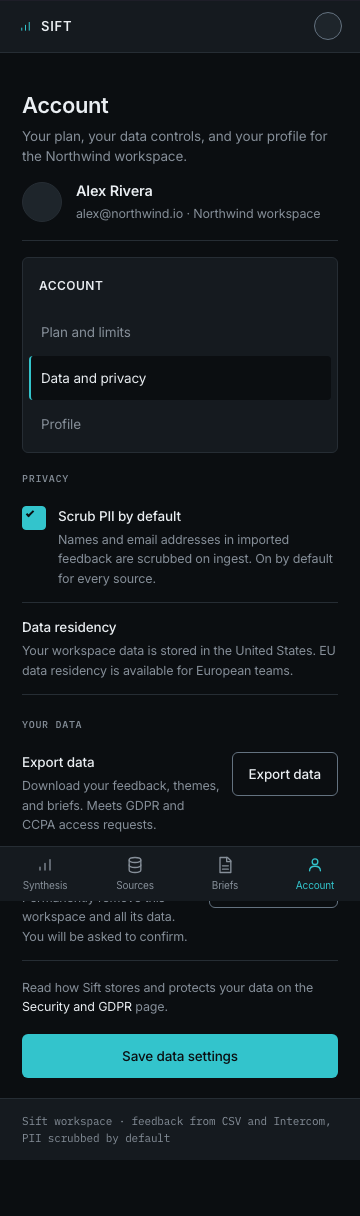 SIFT
Account
Your plan, your data controls, and your profile for
the Northwind workspace.
Alex Rivera
alex@northwind.io · Northwind workspace
ACCOUNT
Plan and limits
Data and privacy
Profile
PRIVACY
Scrub PII by default
Names and email addresses in imported
feedback are scrubbed on ingest. On by default
for every source.
Data residency
Your workspace data is stored in the United States. EU
data residency is available for European teams.
YOUR DATA
Export data
Download your feedback, themes,
and briefs. Meets GDPR and
CCPA access requests.
Export data
Synthesis
Sources
Briefs
Account
Permanently remove this
workspace and all its data.
You will be asked to confirm.
Read how Sift stores and protects your data on the
Security and GDPR page.
Save data settings
Sift workspace · feedback from CSV and Intercom,
PII scrubbed by default